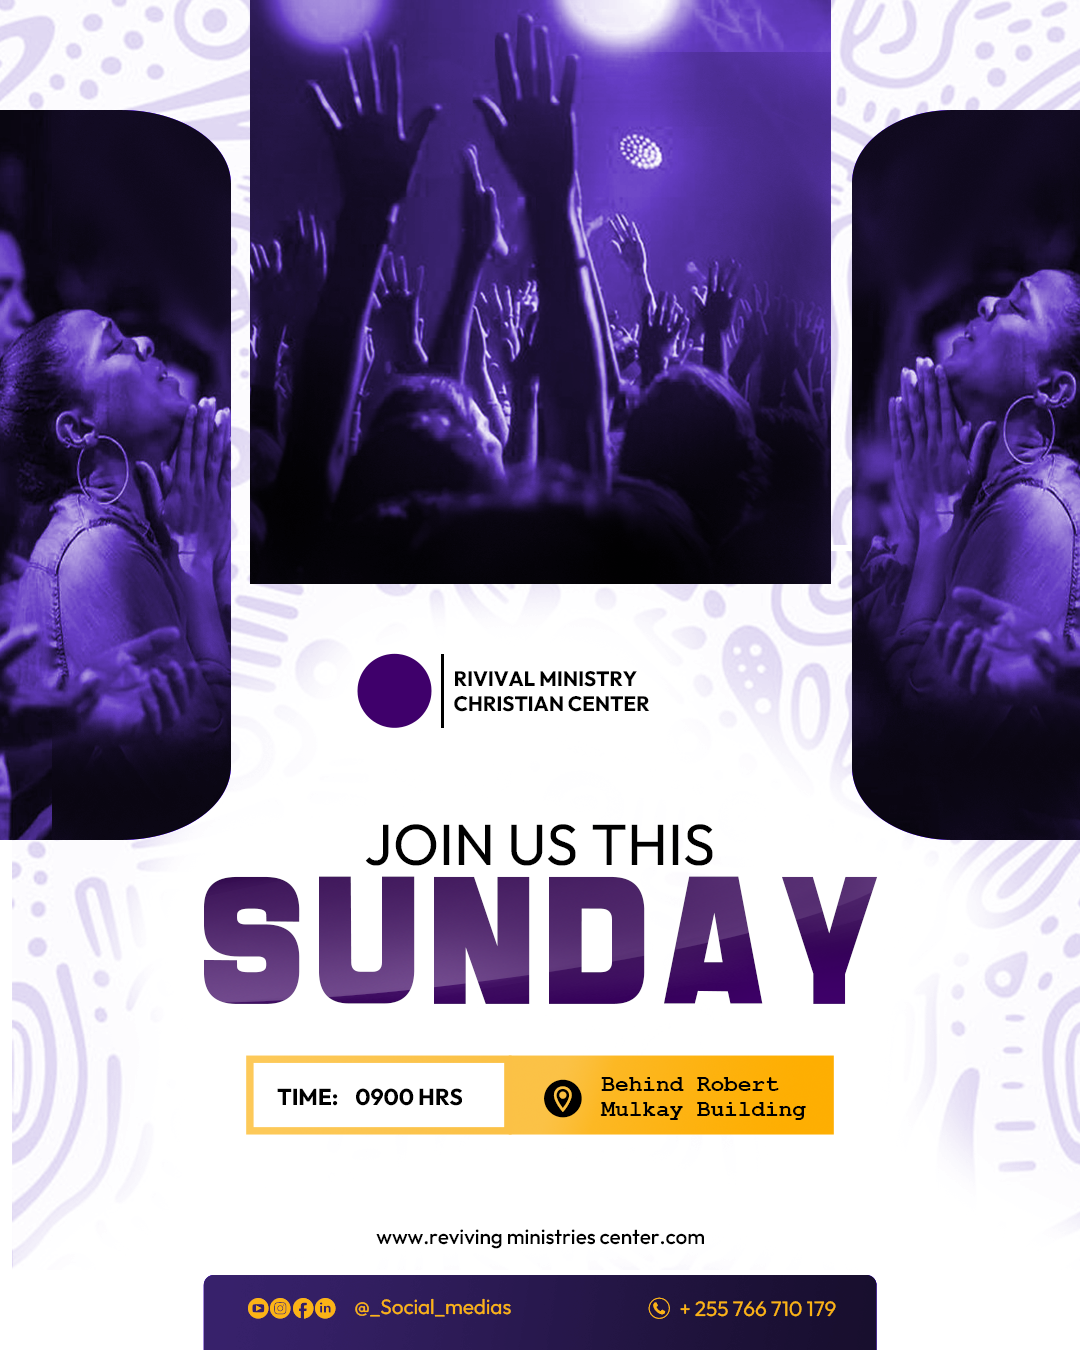 RIVIVAL MINISTRY
CHRISTIAN CENTER
JOIN US THIS
SUNDAY
TIME: 0900 HRS
Behind Robert
Mulkay Building
www.reviving ministries center.com
@_Social_medias
+ 255 766 710 179